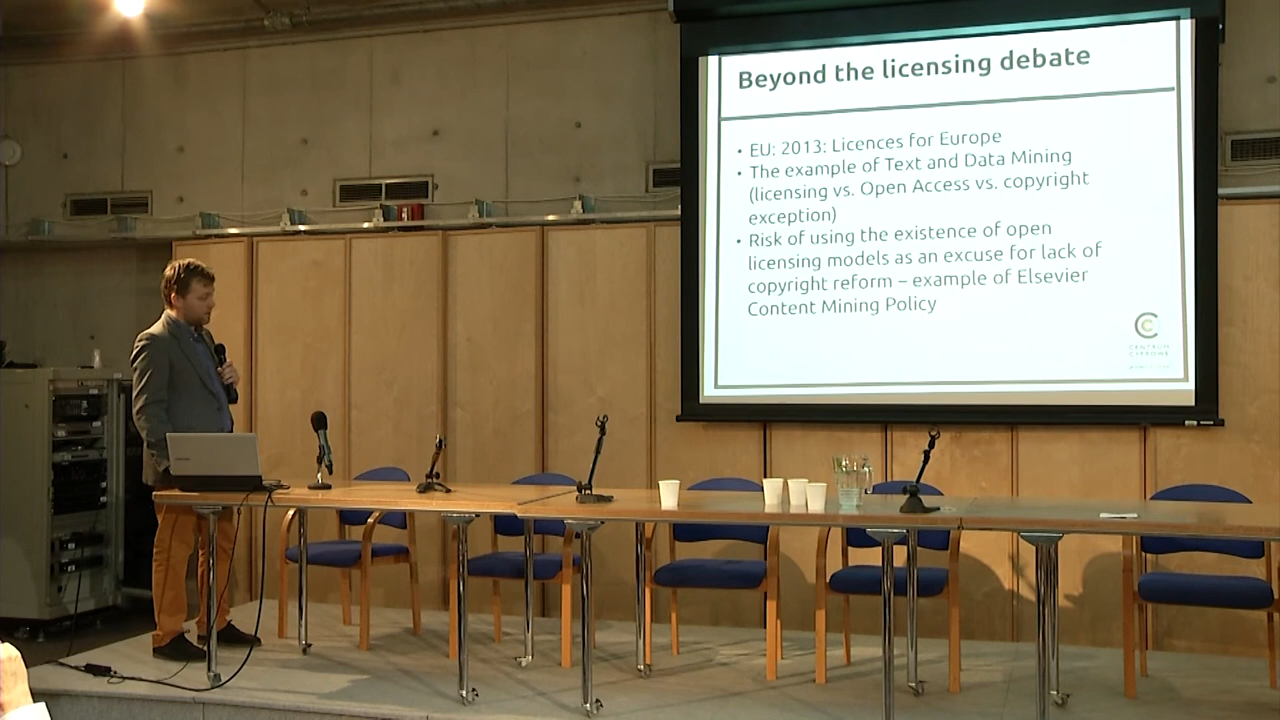 Beyond the licensing debate
• EU: 2013: Licences for Europe
• The example of Text and Data Mining
(licensing vs. Open Access vs. copyright
exception)
• Risk of using the existence of open
licensing models as an excuse for lack of
copyright reform – example of Elsevier
Content Mining Policy
CENTRUM
CYFROWE